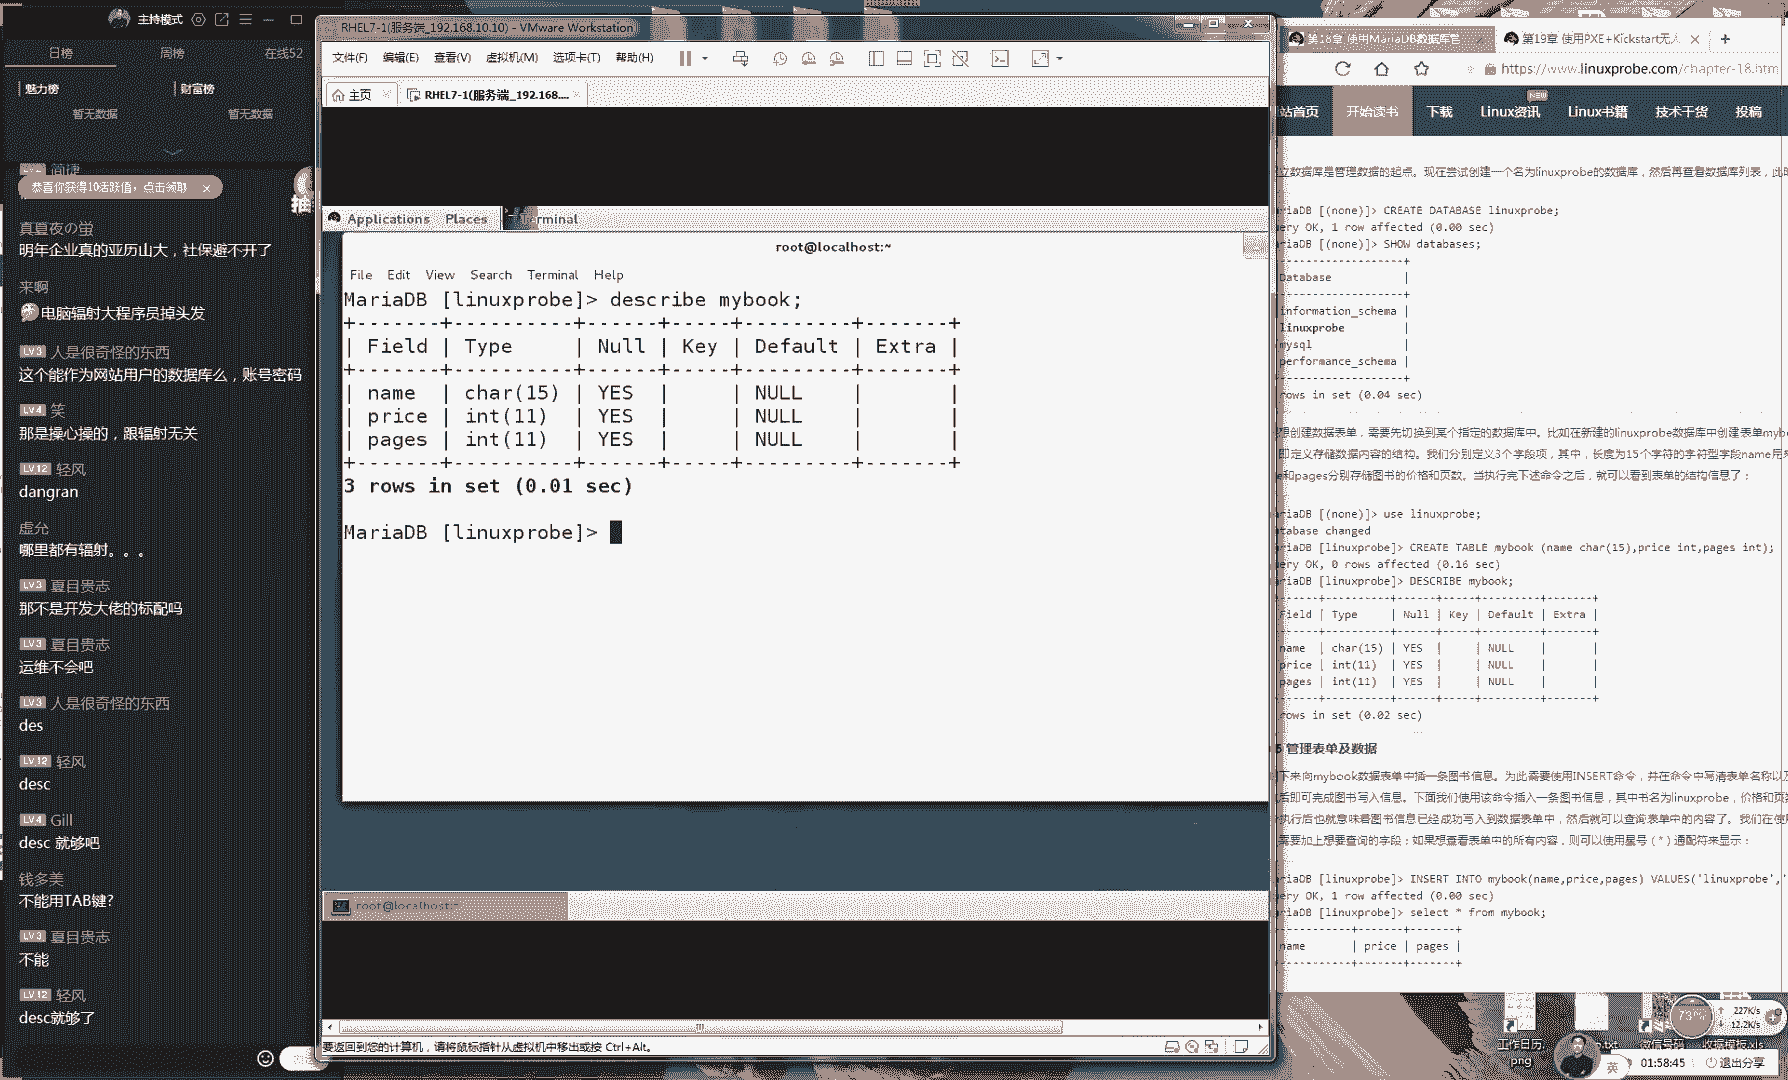 主持模式
日榜
周榜
在线52
魅力榜
财富榜
暂无数据
暂无数据
恭喜你获得10活跃值，点击领取 ×
真夏夜の蛍
明年企业真的亚历山大，社保避不开了
来啊
电脑辐射大程序员掉头发
LV3 人是很奇怪的东西
这个能作为网站用户的数据库么，账号密码
LV4 笑
那是操心操的，跟辐射无关
LV12 轻风
dangran
虚允
哪里都有辐射。。。
LV3 夏目贵志
那不是开发大佬的标配吗
LV3 夏目贵志
运维不会吧
LV3 人是很奇怪的东西
des
LV12 轻风
desc
LV4 Gill
desc 就够吧
钱多美
不能用TAB键?
LV3 夏目贵志
不能
LV12 轻风
desc就够了
RHEL7-1(服务端_192.168.10.10) - VMware Workstation
文件(F) 编辑(E) 查看(V) 虚拟机(M) 选项卡(T) 帮助(H)
主页
RHEL7-1(服务端_192.168....
Applications Places Terminal
root@localhost:~
File Edit View Search Terminal Help
MariaDB [linuxprobe]> describe mybook;
+-------+----------+------+-----+---------+-------+
| Field | Type     | Null | Key | Default | Extra |
+-------+----------+------+-----+---------+-------+
| name  | char(15) | YES  |     | NULL    |       |
| price | int(11)  | YES  |     | NULL    |       |
| pages | int(11)  | YES  |     | NULL    |       |
+-------+----------+------+-----+---------+-------+
3 rows in set (0.01 sec)
MariaDB [linuxprobe]>
root@localhost:~
要返回到您的计算机，请将鼠标指针从虚拟机中移出或按 Ctrl+Alt。
第18章 使用MariaDB数据库管
第19章 使用PXE+Kickstart无人
https://www.linuxprobe.com/chapter-18.htm
站首页 开始读书 下载 Linux资讯 Linux书籍 技术干货 投稿
NEW
立数据库是管理数据的起点。现在尝试创建一个名为linuxprobe的数据库，然后再查看数据库列表，此时
riaDB [(none)]> CREATE DATABASE linuxprobe;
ery OK, 1 row affected (0.00 sec)
riaDB [(none)]> SHOW databases;
-------------------+
Database           |
-------------------+
information_schema |
linuxprobe         |
mysql              |
performance_schema |
-------------------+
rows in set (0.04 sec)
想创建数据表单，需要先切换到某个指定的数据库中。比如在新建的linuxprobe数据库中创建表单mybo
即定义存储数据内容的结构。我们分别定义3个字段项，其中，长度为15个字符的字符型字段name用来
和pages分别存储图书的价格和页数。当执行完下述命令之后，就可以看到表单的结构信息了：
riaDB [(none)]> use linuxprobe;
tabase changed
riaDB [linuxprobe]> CREATE TABLE mybook (name char(15),price int,pages int);
ery OK, 0 rows affected (0.16 sec)
riaDB [linuxprobe]> DESCRIBE mybook;
------+----------+------+-----+---------+-------+
Field | Type     | Null | Key | Default | Extra |
------+----------+------+-----+---------+-------+
name  | char(15) | YES  |     | NULL    |       |
price | int(11)  | YES  |     | NULL    |       |
pages | int(11)  | YES  |     | NULL    |       |
------+----------+------+-----+---------+-------+
rows in set (0.02 sec)
5 管理表单及数据
下来向mybook数据表单中插一条图书信息。为此需要使用INSERT命令，并在命令中写清表单名称以及
后即可完成图书写入信息。下面我们使用该命令插入一条图书信息，其中书名为linuxprobe，价格和页数
执行后也就意味着图书信息已经成功写入到数据表单中，然后就可以查询表单中的内容了。我们在使用
需要加上想要查询的字段；如果想查看表单中的所有内容，则可以使用星号（*）通配符来显示：
riaDB [linuxprobe]> INSERT INTO mybook(name,price,pages) VALUES('linuxprobe','
ery OK, 1 row affected (0.00 sec)
riaDB [linuxprobe]> select * from mybook;
-----------+-------+-------+
name       | price | pages |
-----------+-------+-------+
工作日历.png
微信号码
收据模板.xls
73%
227K/s
12.2K/s
英
01:58:45
退出分享